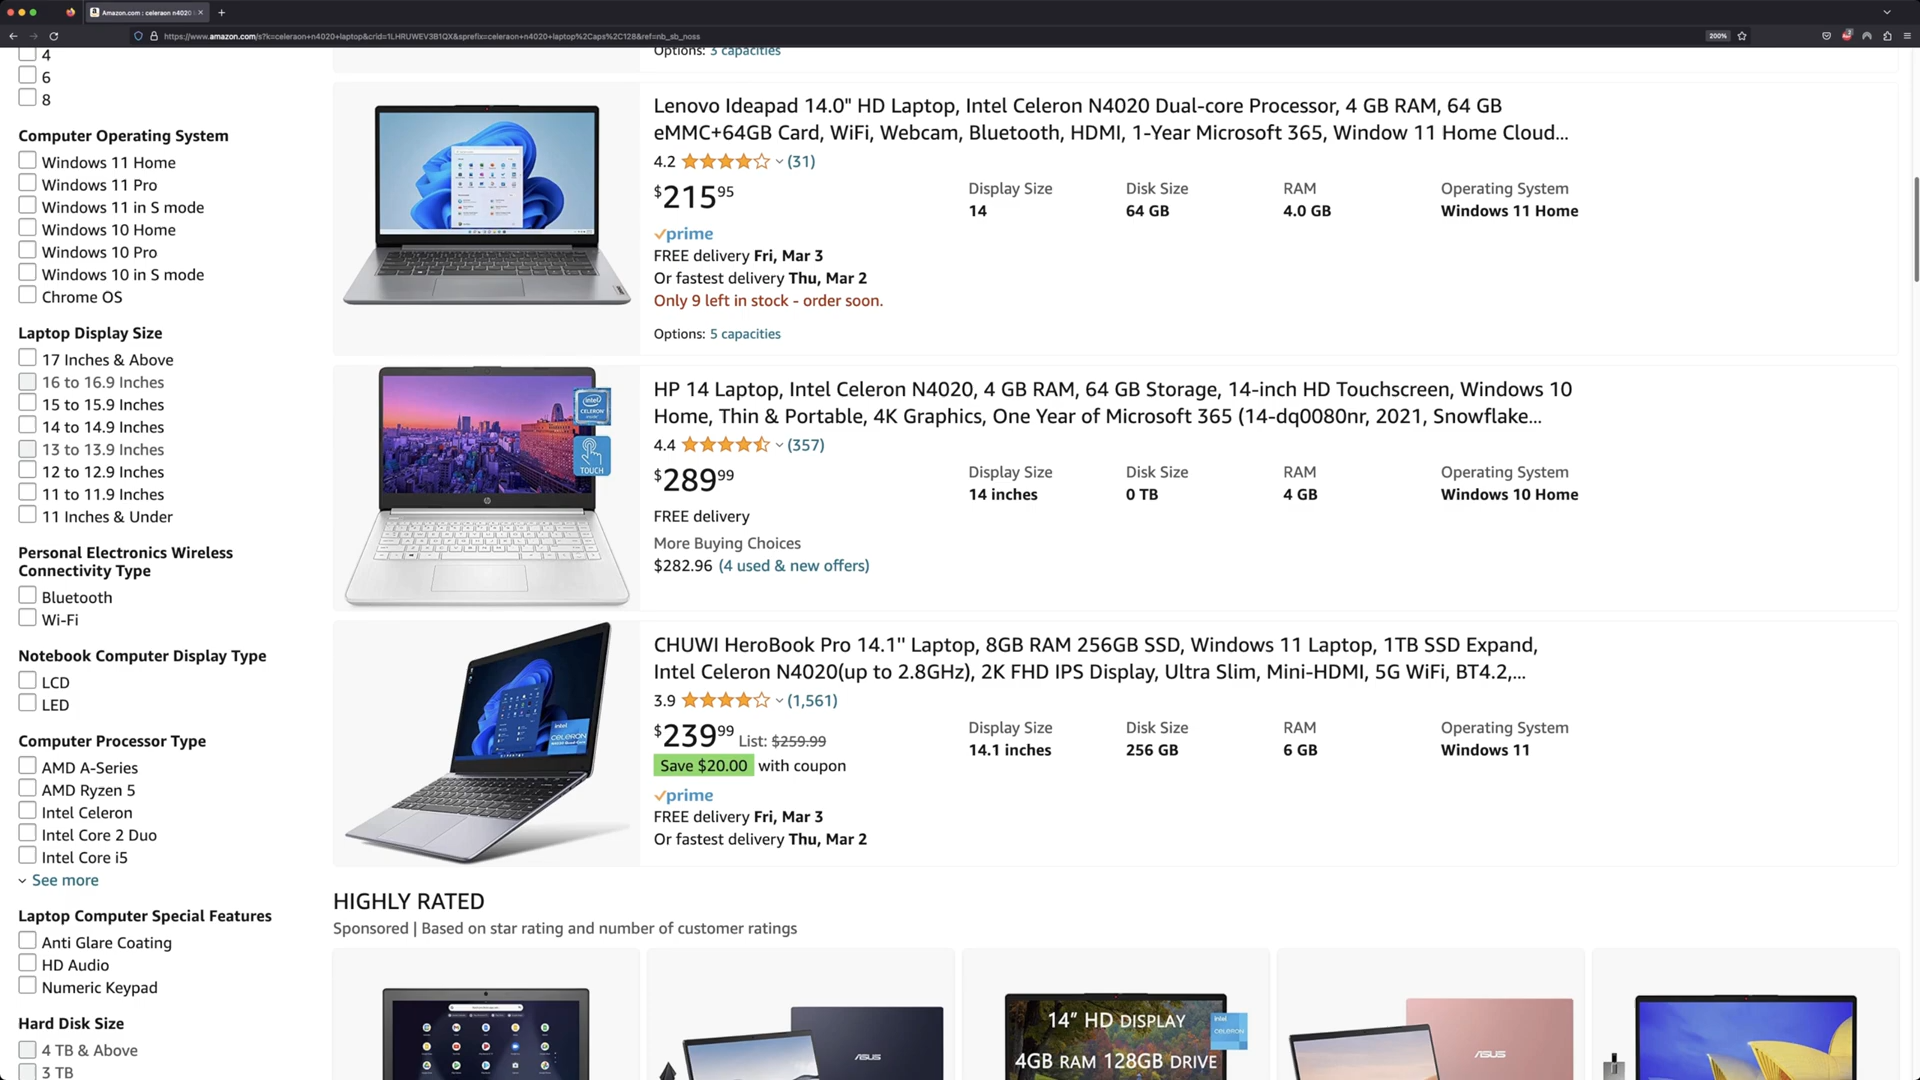 Amazon.com : celeraon n4020
https://www.amazon.com/s?k=celeraon+n4020+laptop&crid=1LHRUWEV3B1QX&sprefix=celeraon+n4020+laptop%2Caps%2C128&ref=nb_sb_noss
200%
4
6
8
Computer Operating System
Windows 11 Home
Windows 11 Pro
Windows 11 in S mode
Windows 10 Home
Windows 10 Pro
Windows 10 in S mode
Chrome OS
Laptop Display Size
17 Inches & Above
16 to 16.9 Inches
15 to 15.9 Inches
14 to 14.9 Inches
13 to 13.9 Inches
12 to 12.9 Inches
11 to 11.9 Inches
11 Inches & Under
Personal Electronics Wireless
Connectivity Type
Bluetooth
Wi-Fi
Notebook Computer Display Type
LCD
LED
Computer Processor Type
AMD A-Series
AMD Ryzen 5
Intel Celeron
Intel Core 2 Duo
Intel Core i5
See more
Laptop Computer Special Features
Anti Glare Coating
HD Audio
Numeric Keypad
Hard Disk Size
4 TB & Above
3 TB
Options: 3 capacities
Lenovo Ideapad 14.0" HD Laptop, Intel Celeron N4020 Dual-core Processor, 4 GB RAM, 64 GB
eMMC+64GB Card, WiFi, Webcam, Bluetooth, HDMI, 1-Year Microsoft 365, Window 11 Home Cloud...
4.2 (31)
$215 95
Display Size Disk Size RAM Operating System
14 64 GB 4.0 GB Windows 11 Home
prime
FREE delivery Fri, Mar 3
Or fastest delivery Thu, Mar 2
Only 9 left in stock - order soon.
Options: 5 capacities
intel
CELERON
TOUCH
hp
HP 14 Laptop, Intel Celeron N4020, 4 GB RAM, 64 GB Storage, 14-inch HD Touchscreen, Windows 10
Home, Thin & Portable, 4K Graphics, One Year of Microsoft 365 (14-dq0080nr, 2021, Snowflake...
4.4 (357)
$289 99
Display Size Disk Size RAM Operating System
14 inches 0 TB 4 GB Windows 10 Home
FREE delivery
More Buying Choices
$282.96 (4 used & new offers)
intel
CELERON
CHUWI HeroBook Pro 14.1'' Laptop, 8GB RAM 256GB SSD, Windows 11 Laptop, 1TB SSD Expand,
Intel Celeron N4020(up to 2.8GHz), 2K FHD IPS Display, Ultra Slim, Mini-HDMI, 5G WiFi, BT4.2,...
3.9 (1,561)
$239 99 List: $259.99
Display Size Disk Size RAM Operating System
14.1 inches 256 GB 6 GB Windows 11
Save $20.00 with coupon
prime
FREE delivery Fri, Mar 3
Or fastest delivery Thu, Mar 2
HIGHLY RATED
Sponsored | Based on star rating and number of customer ratings
ASUS
14” HD DISPLAY
4GB RAM 128GB DRIVE
intel
CELERON
ASUS